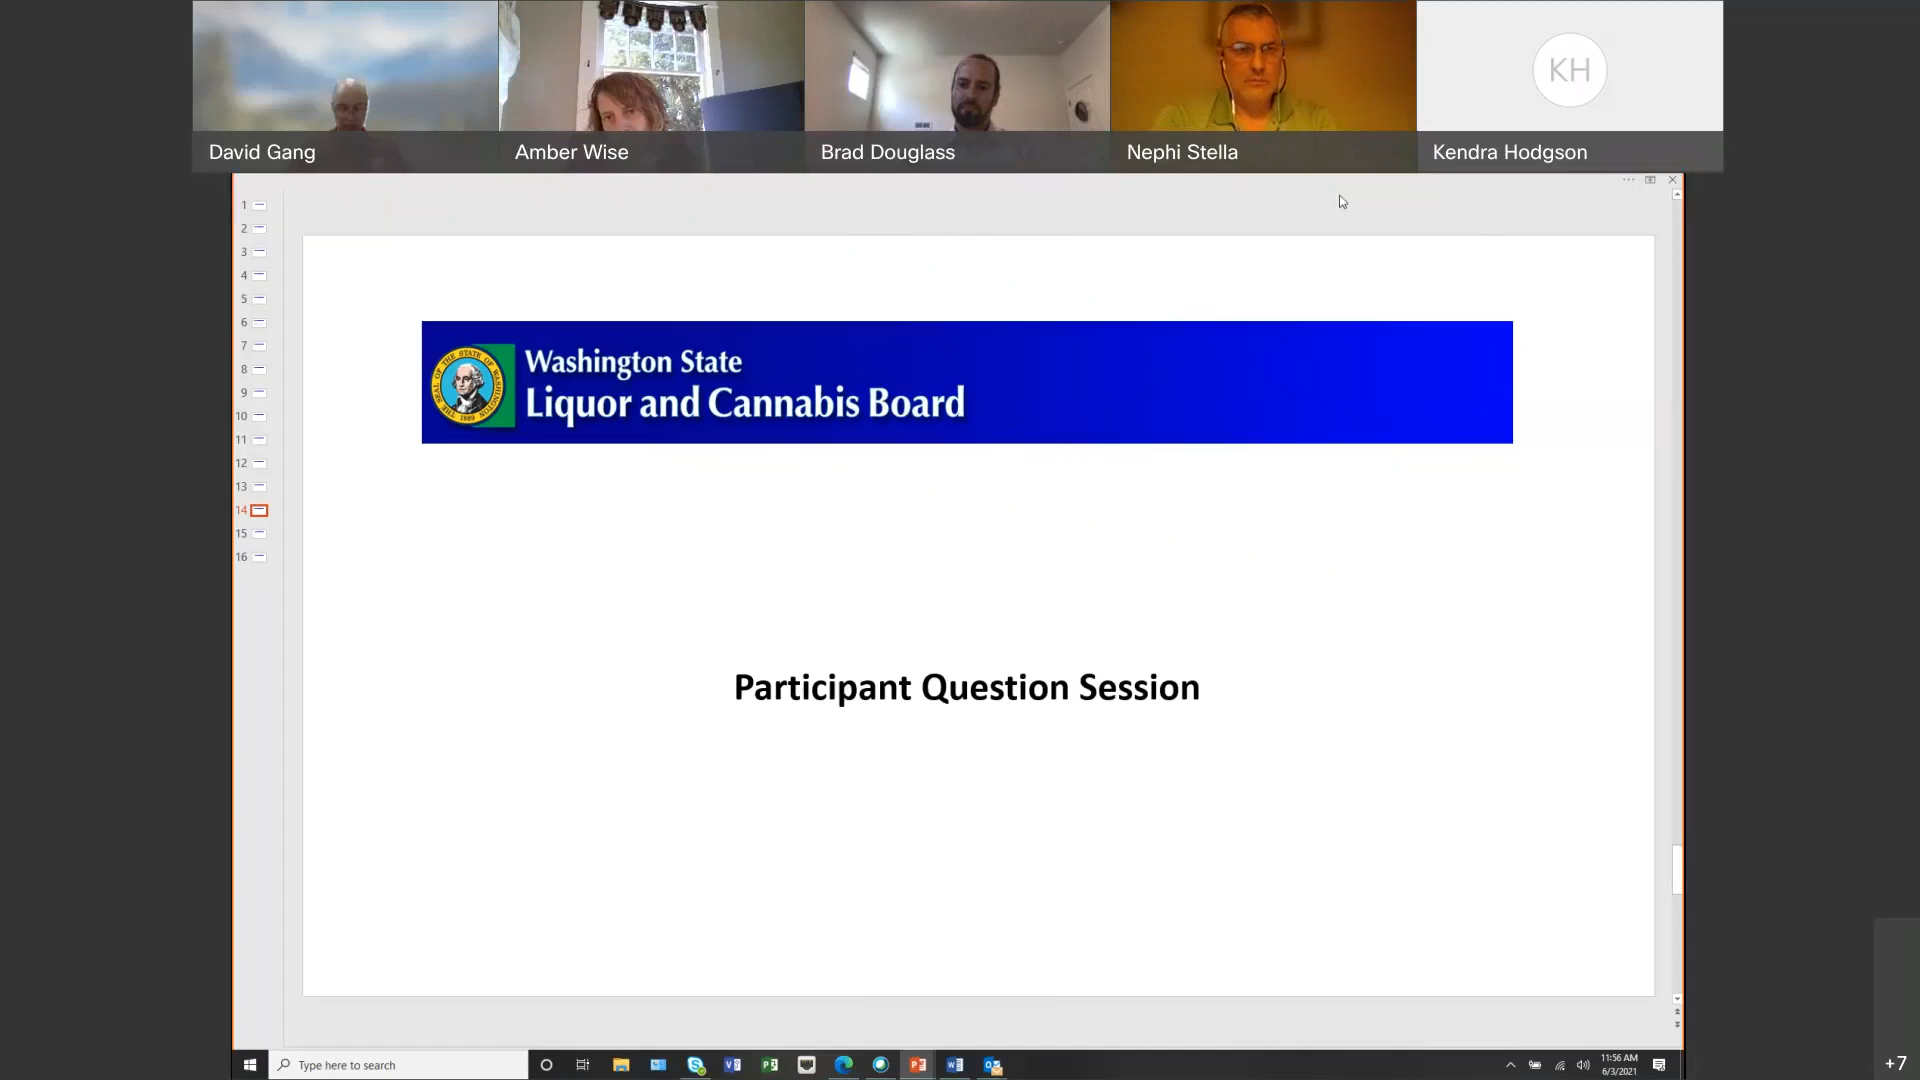 David Gang
Amber Wise
Brad Douglass
Nephi Stella
KH
Kendra Hodgson
1
2
3
4
5
6
7
8
9
10
11
12
13
14
15
16
Washington State
Liquor and Cannabis Board
Participant Question Session
Type here to search
11:56 AM
6/3/2021
+7